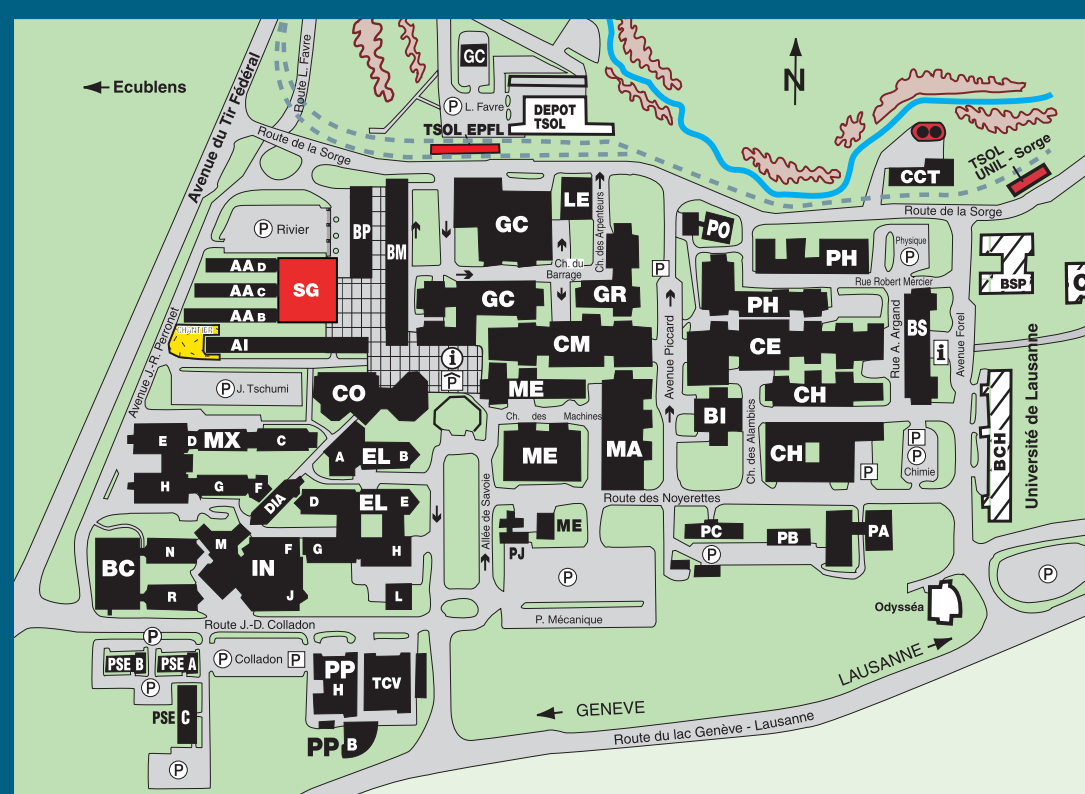 Ecublens
Avenue du Tir Fédéral
Route L. Favre
GC
P L. Favre
DEPOT
TSOL
TSOL EPFL
N
Route de la Sorge
CCT
TSOL
UNIL - Sorge
Route de la Sorge
P Rivier
BP
BM
GC
LE
Ch. des Arpenteurs
Ch. du
Barrage
PO
PH
Physique
P
Rue Robert Mercier
BSP
C
AA D
AA C
AA B
SG
CHANTIER
AI
Avenue J.-R. Perronet
GC
GR
P
Avenue Piccard
PH
CE
Rue A. Argand
BS
i
Avenue Forel
CM
i
P
P J. Tschumi
CO
ME
Ch. des Machines
CH
BI
Ch. des Alambics
BCH
Université de Lausanne
E D MX C
A EL B
ME
MA
CH
P
P
P
Chimie
H G F
DIA
D EL E
Allée de Savoie
Route des Noyerettes
ME
PJ
PC
PB
PA
P
BC
N
M
IN
F G H
R
J
L
P
P
Odysséa
Route J.-D. Colladon
P. Mécanique
P
PSE B
PSE A
P Colladon P
P
PSE C
P
PP
H
TCV
PP B
LAUSANNE
GENEVE
Route du lac Genève - Lausanne